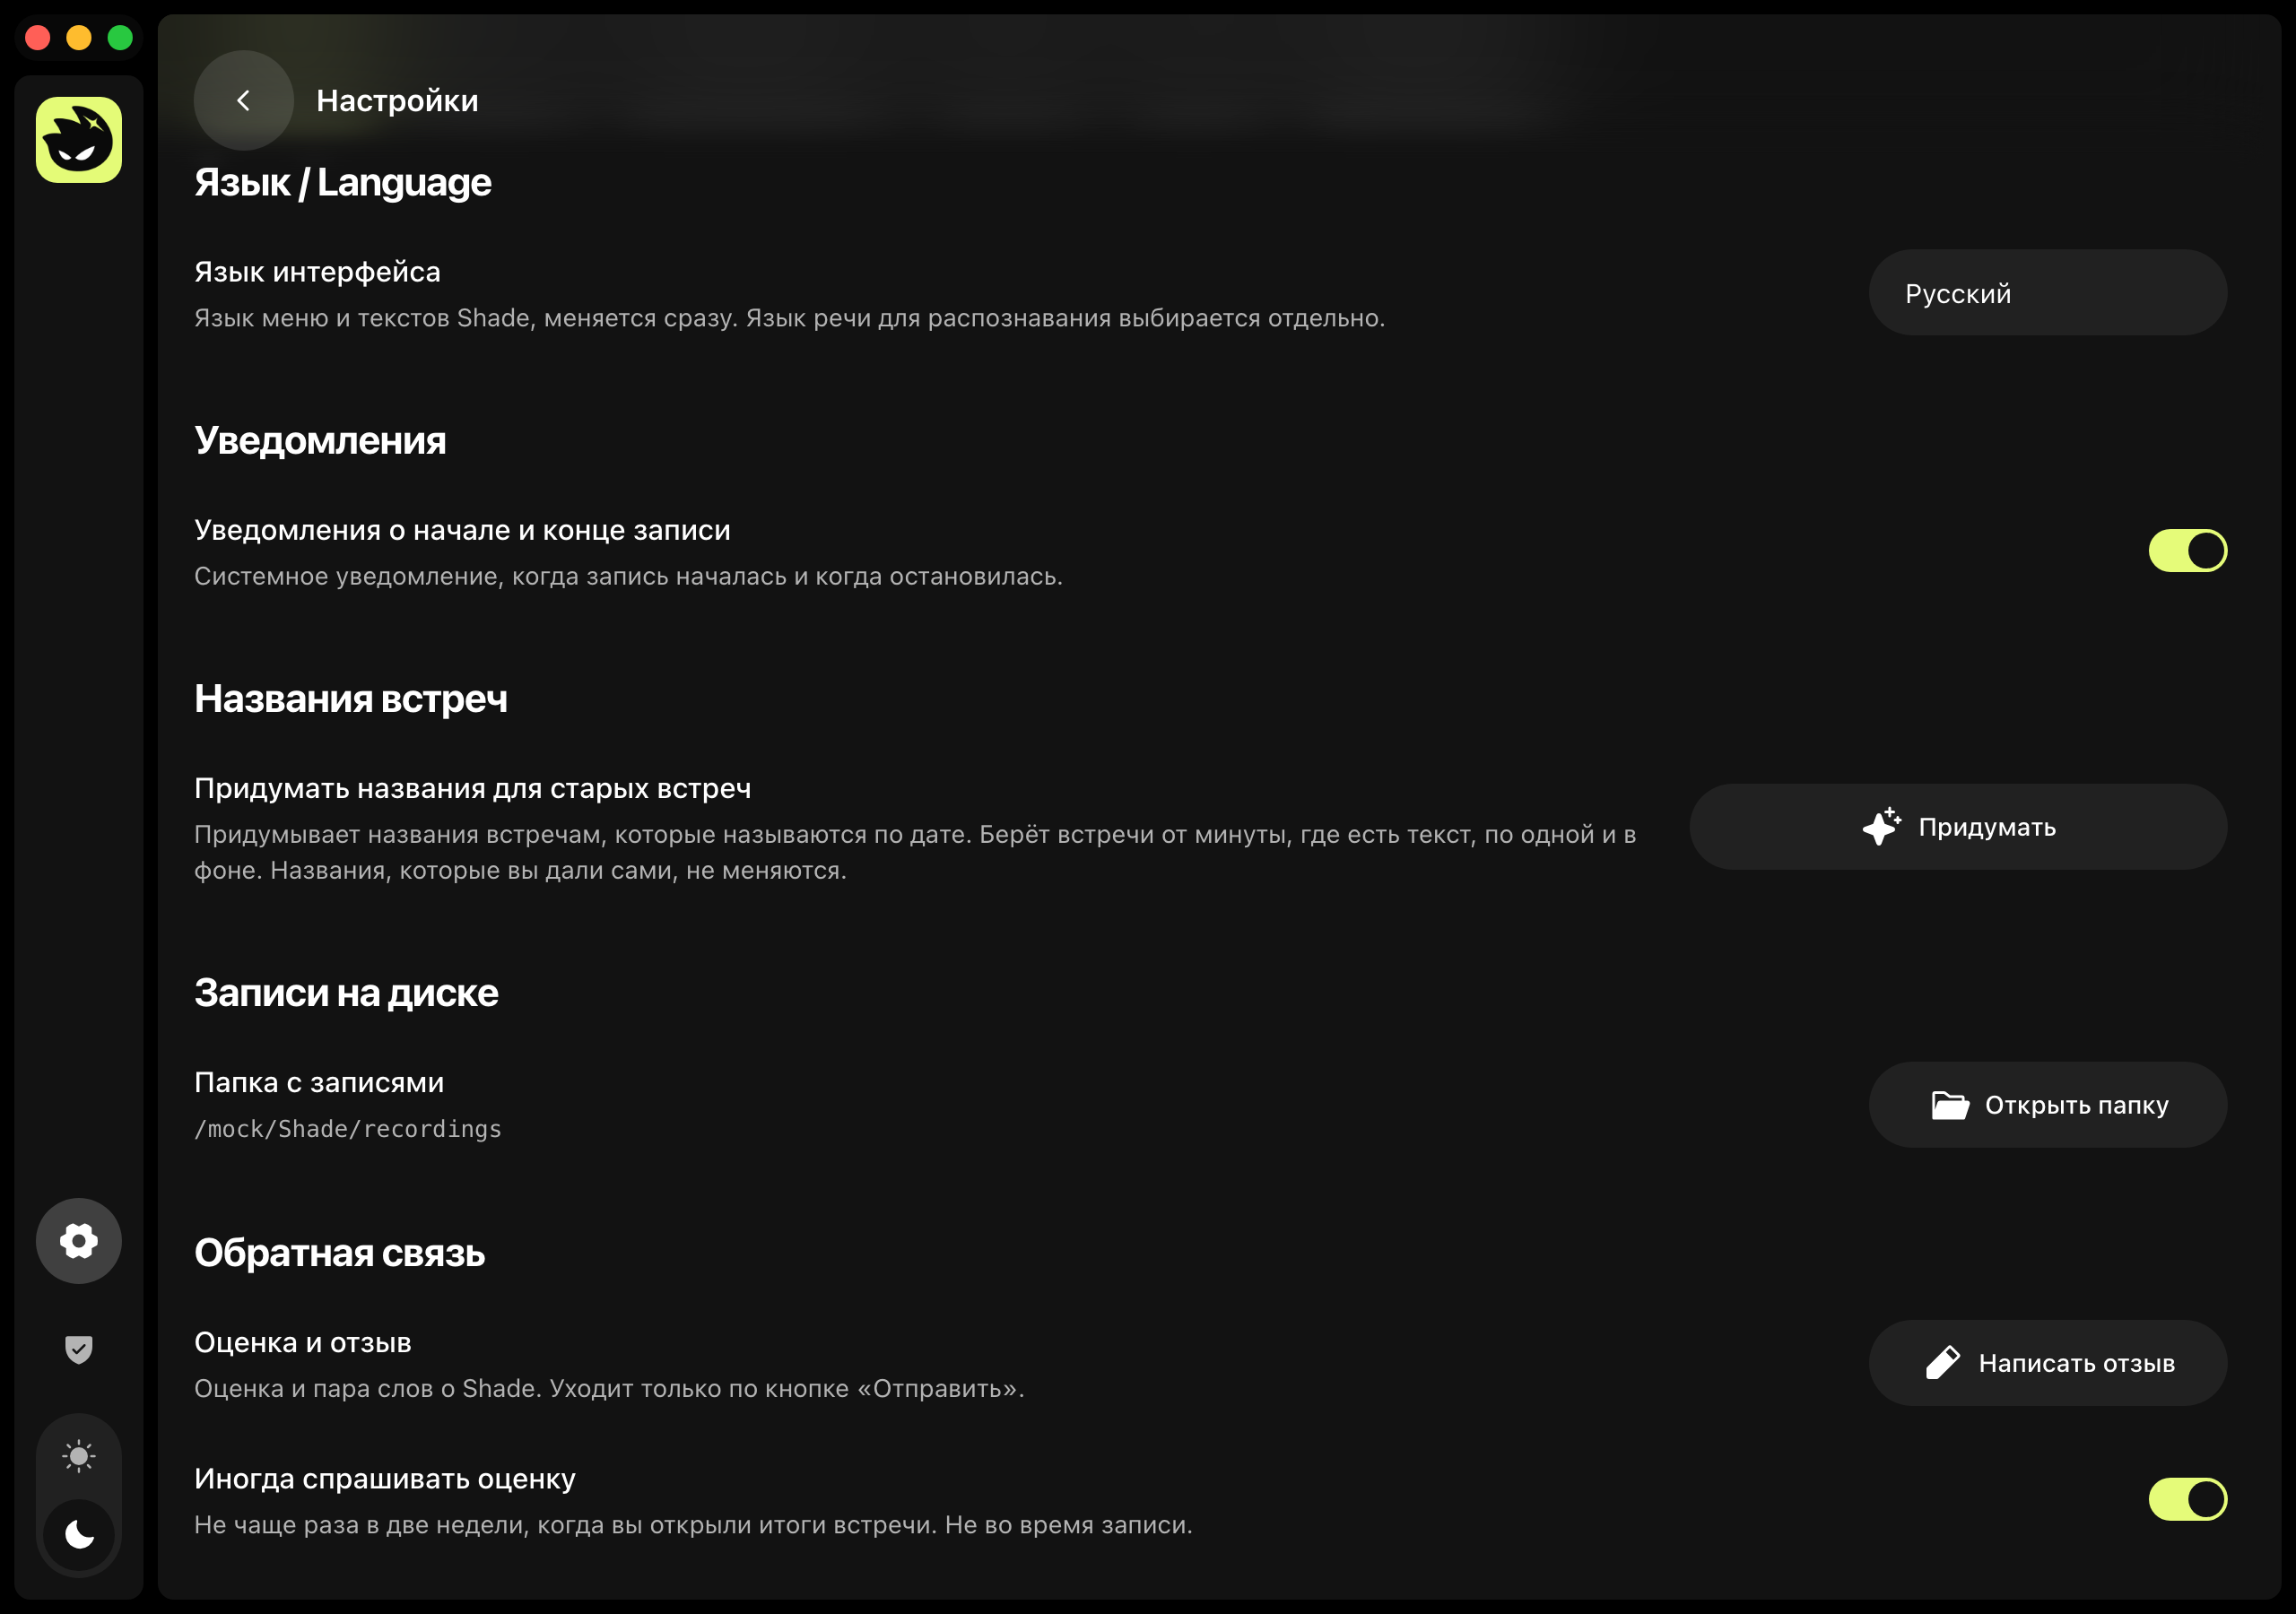 Настройки
Язык / Language
Язык интерфейса
Язык меню и текстов Shade, меняется сразу. Язык речи для распознавания выбирается отдельно.
Русский
Уведомления
Уведомления о начале и конце записи
Системное уведомление, когда запись началась и когда остановилась.
Названия встреч
Придумать названия для старых встреч
Придумывает названия встречам, которые называются по дате. Берёт встречи от минуты, где есть текст, по одной и в
фоне. Названия, которые вы дали сами, не меняются.
Придумать
Записи на диске
Папка с записями
/mock/Shade/recordings
Открыть папку
Обратная связь
Оценка и отзыв
Оценка и пара слов о Shade. Уходит только по кнопке «Отправить».
Написать отзыв
Иногда спрашивать оценку
Не чаще раза в две недели, когда вы открыли итоги встречи. Не во время записи.